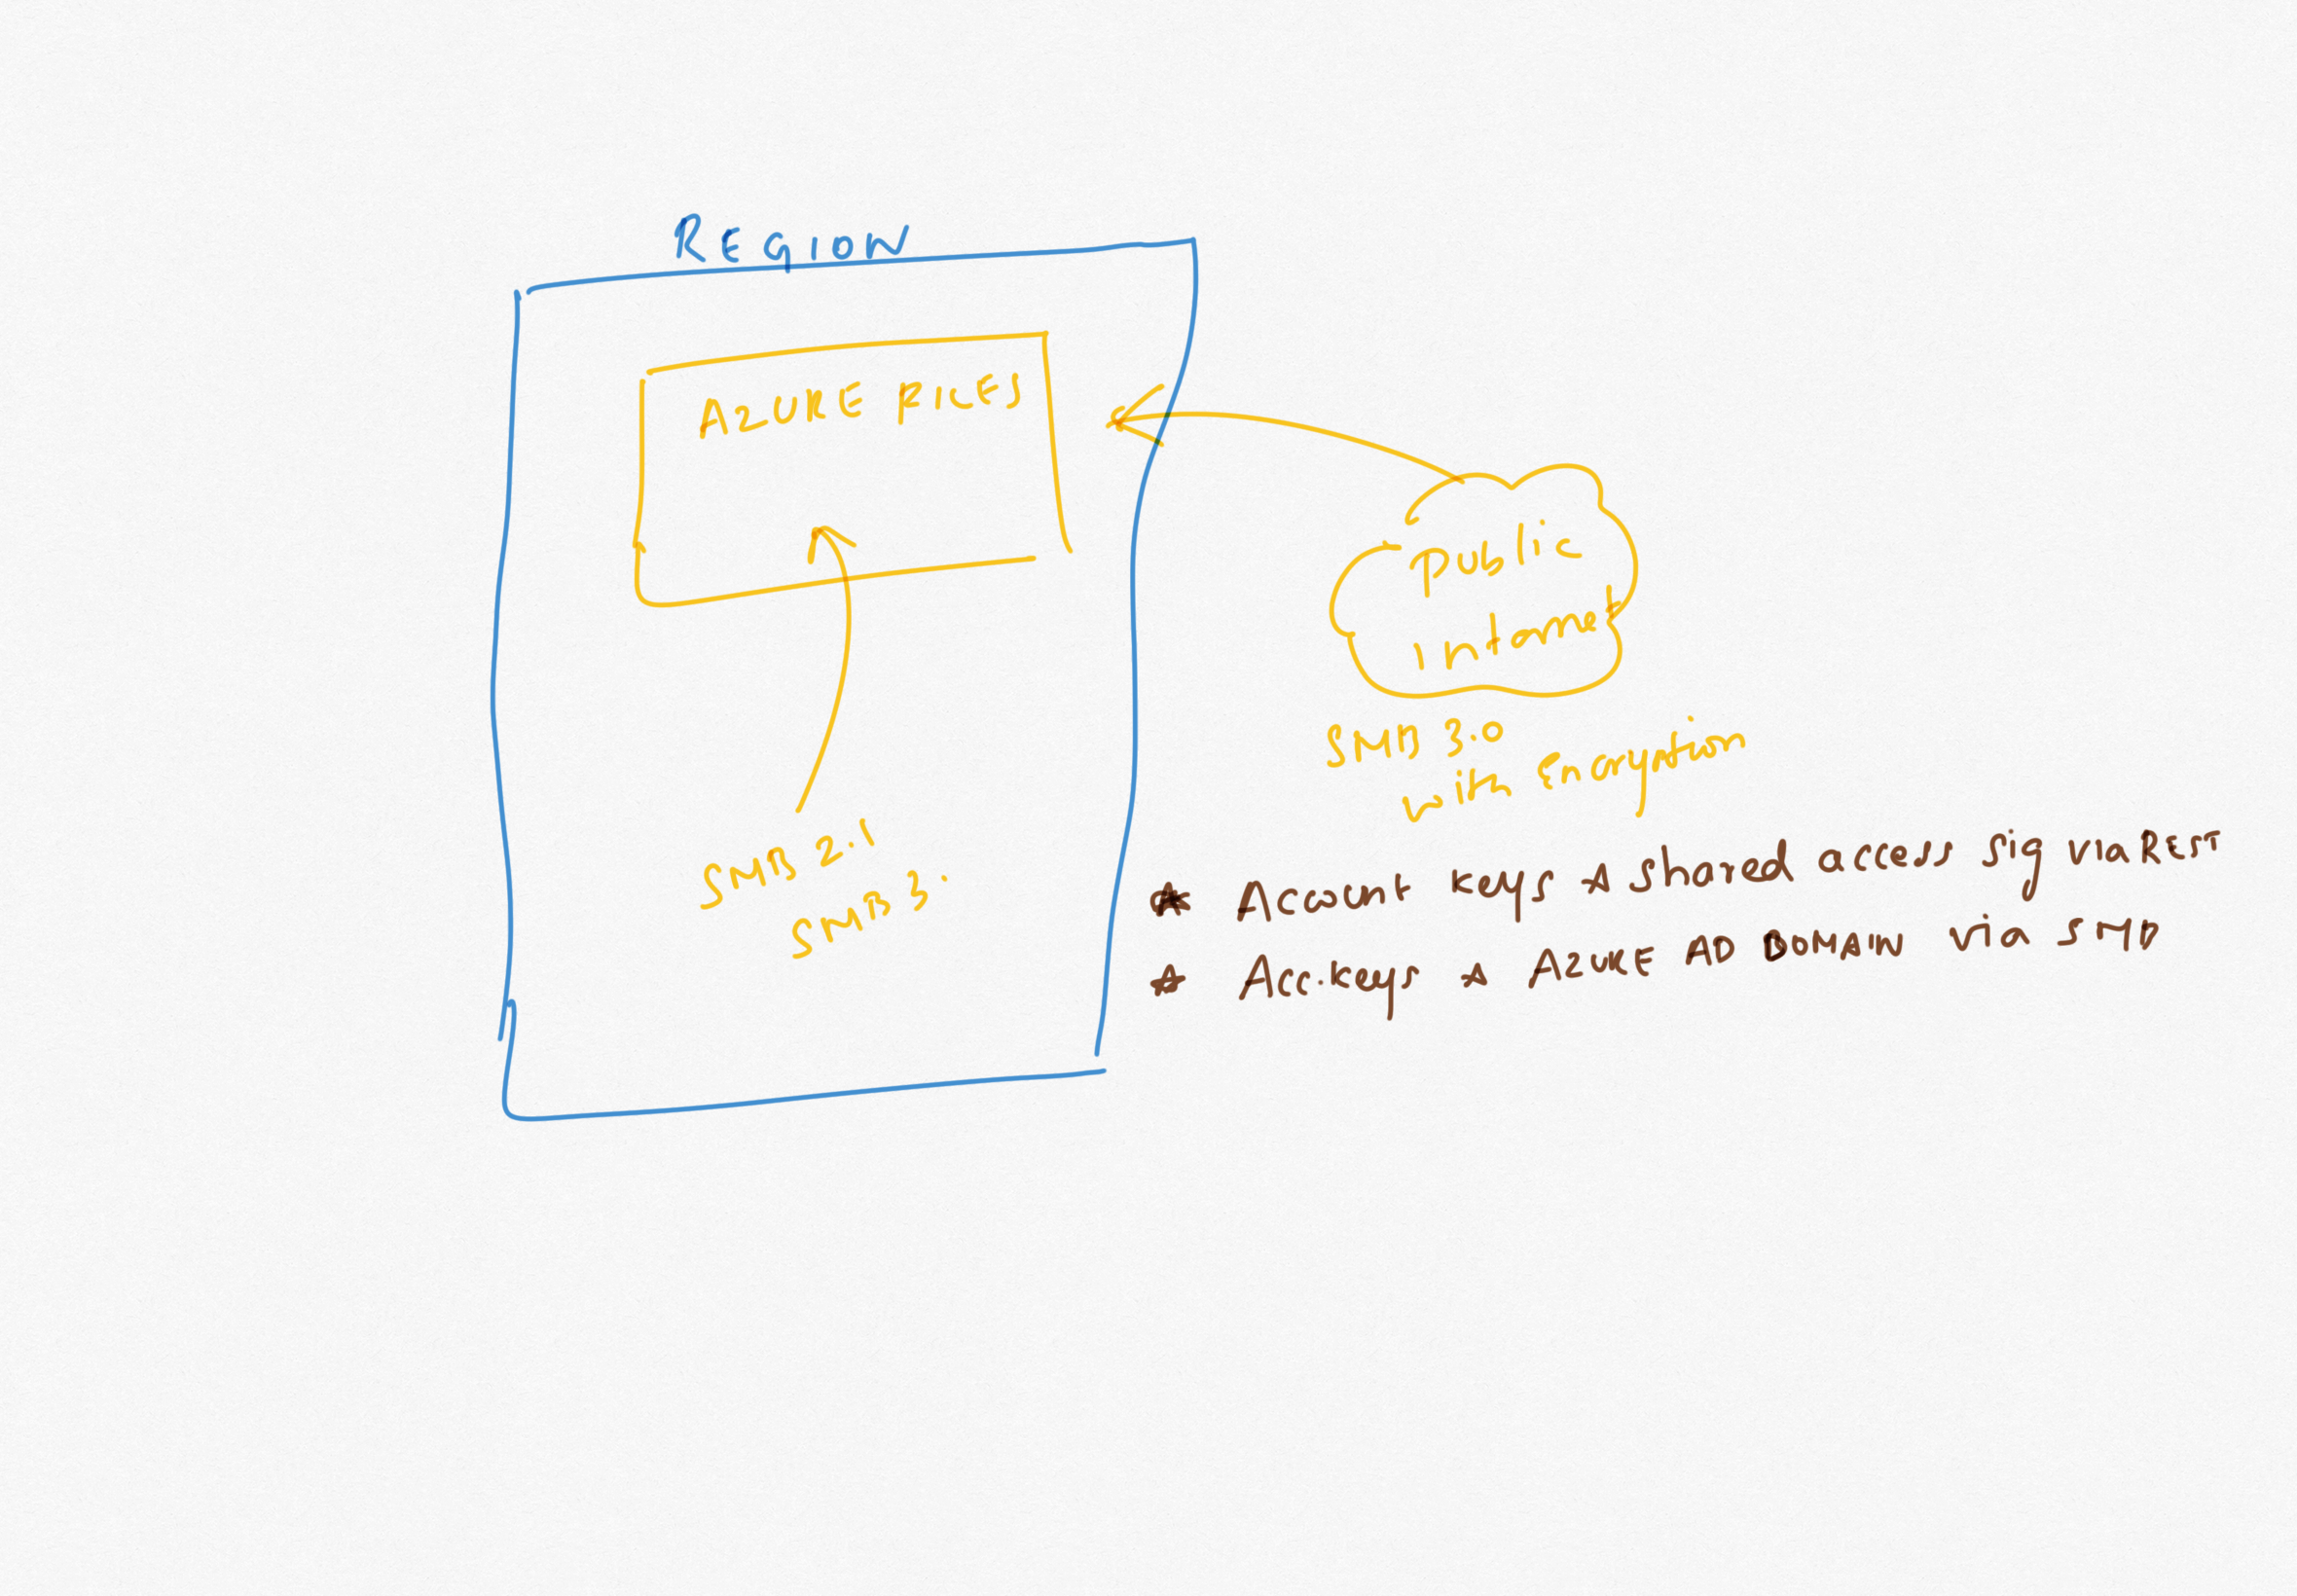 REGION
AZURE FILES
Public
Internet
SMB 3.0
with Encryption
SMB 2.1
SMB 3.
* Account keys & shared access sig via REST
* Acc.keys & AZURE AD DOMAIN via SMB